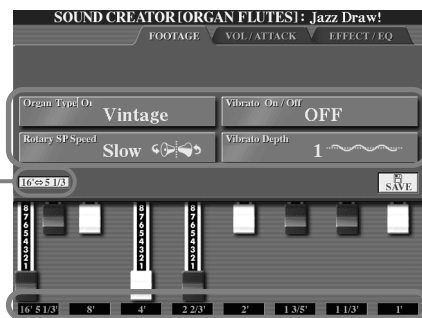 SOUND CREATOR [ORGAN FLUTES] : Jazz Draw!
FOOTAGE VOL / ATTACK EFFECT / EQ
Organ Type Or Vibrato On / Off
Vintage OFF
Rotary SP Speed Vibrato Depth
Slow 1
16'⇔5 1/3
SAVE
8 8 8
7 7 7
6 6 6
5 5 5
4 4 4
3 3 3
2 2 2
1 1 1
16' 5 1/3' 8' 4' 2 2/3' 2' 1 3/5' 1 1/3' 1'